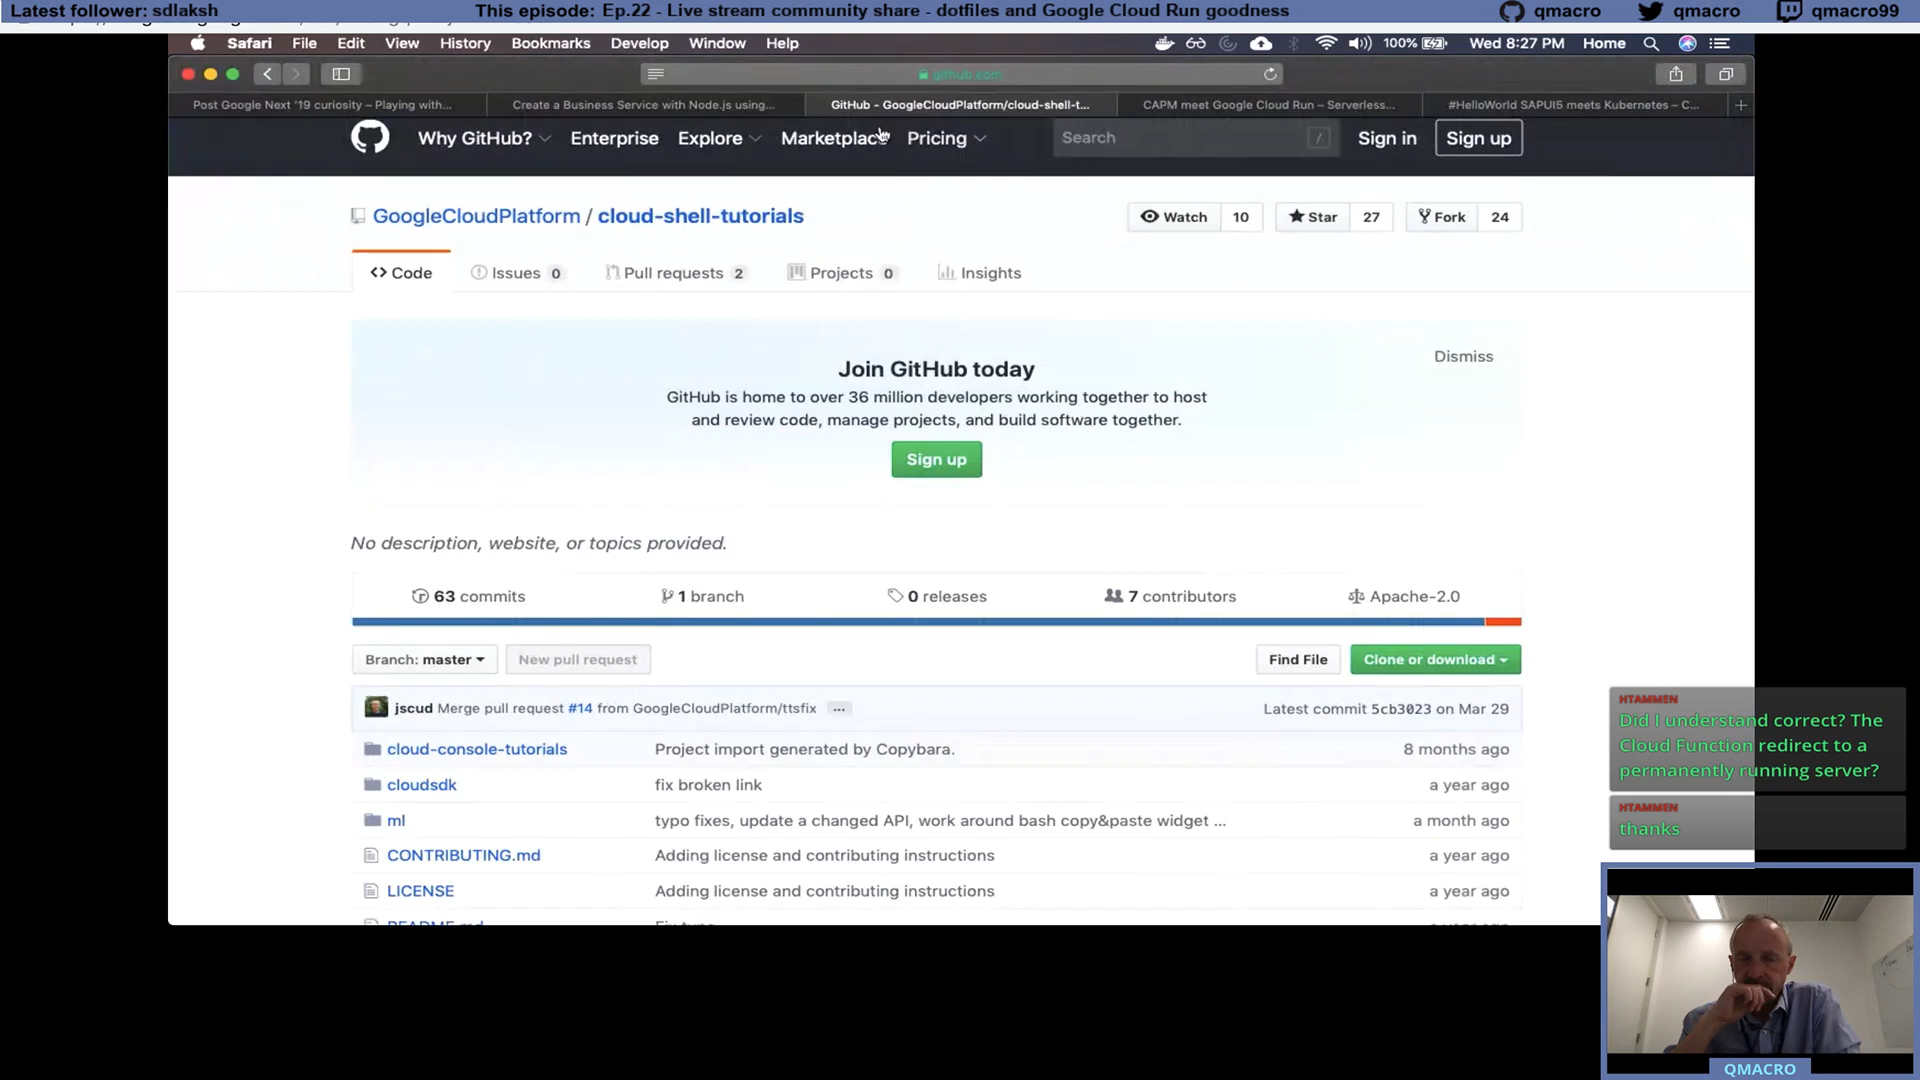 Latest follower: sdlaksh
This episode: Ep.22 - Live stream community share - dotfiles and Google Cloud Run goodness
qmacro
qmacro
qmacro99
Safari File Edit View History Bookmarks Develop Window Help
100% Wed 8:27 PM Home
github.com
Post Google Next '19 curiosity – Playing with...
Create a Business Service with Node.js using...
GitHub - GoogleCloudPlatform/cloud-shell-t...
CAPM meet Google Cloud Run – Serverless...
#HelloWorld SAPUI5 meets Kubernetes – C...
Why GitHub? Enterprise Explore Marketplace Pricing
Search /
Sign in Sign up
GoogleCloudPlatform / cloud-shell-tutorials
Watch 10 Star 27 Fork 24
<> Code Issues 0 Pull requests 2 Projects 0 Insights
Join GitHub today
Dismiss
GitHub is home to over 36 million developers working together to host
and review code, manage projects, and build software together.
Sign up
No description, website, or topics provided.
63 commits 1 branch 0 releases 7 contributors Apache-2.0
Branch: master New pull request Find File Clone or download
jscud Merge pull request #14 from GoogleCloudPlatform/ttsfix ... Latest commit 5cb3023 on Mar 29
cloud-console-tutorials Project import generated by Copybara. 8 months ago
cloudsdk fix broken link a year ago
ml typo fixes, update a changed API, work around bash copy&paste widget ... a month ago
CONTRIBUTING.md Adding license and contributing instructions a year ago
LICENSE Adding license and contributing instructions a year ago
HTAMMEN
Did I understand correct? The
Cloud Function redirect to a
permanently running server?
HTAMMEN
thanks
QMACRO